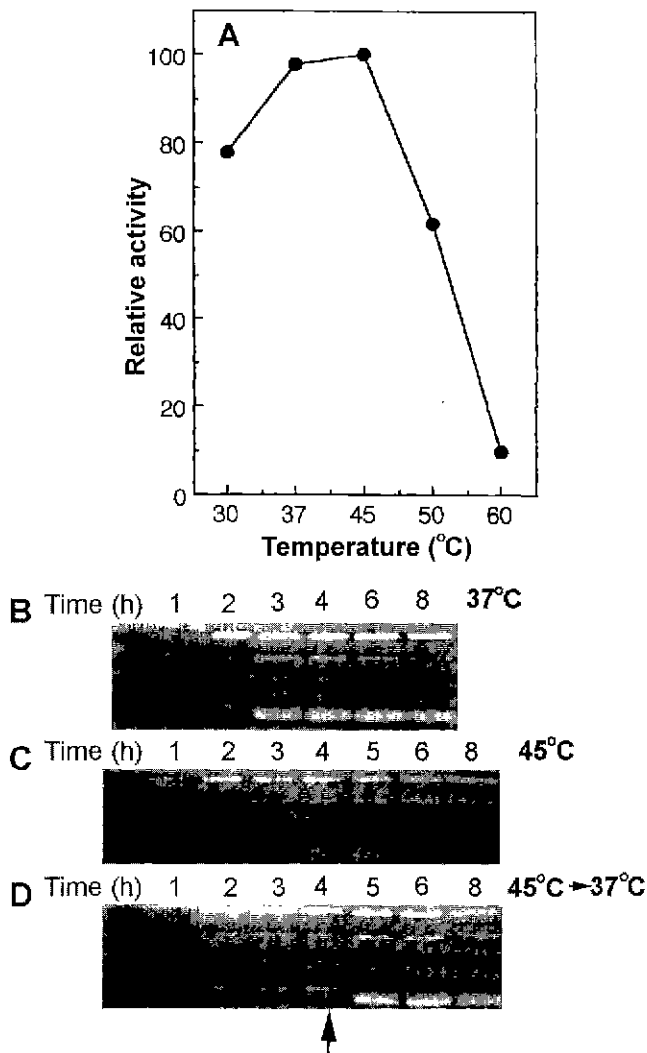 A
100
80
60
40
20
0
Relative activity
30 37 45 50 60
Temperature (°C)
B Time (h) 1 2 3 4 6 8 37°C
C Time (h) 1 2 3 4 5 6 8 45°C
D Time (h) 1 2 3 4 5 6 8 45°C→37°C